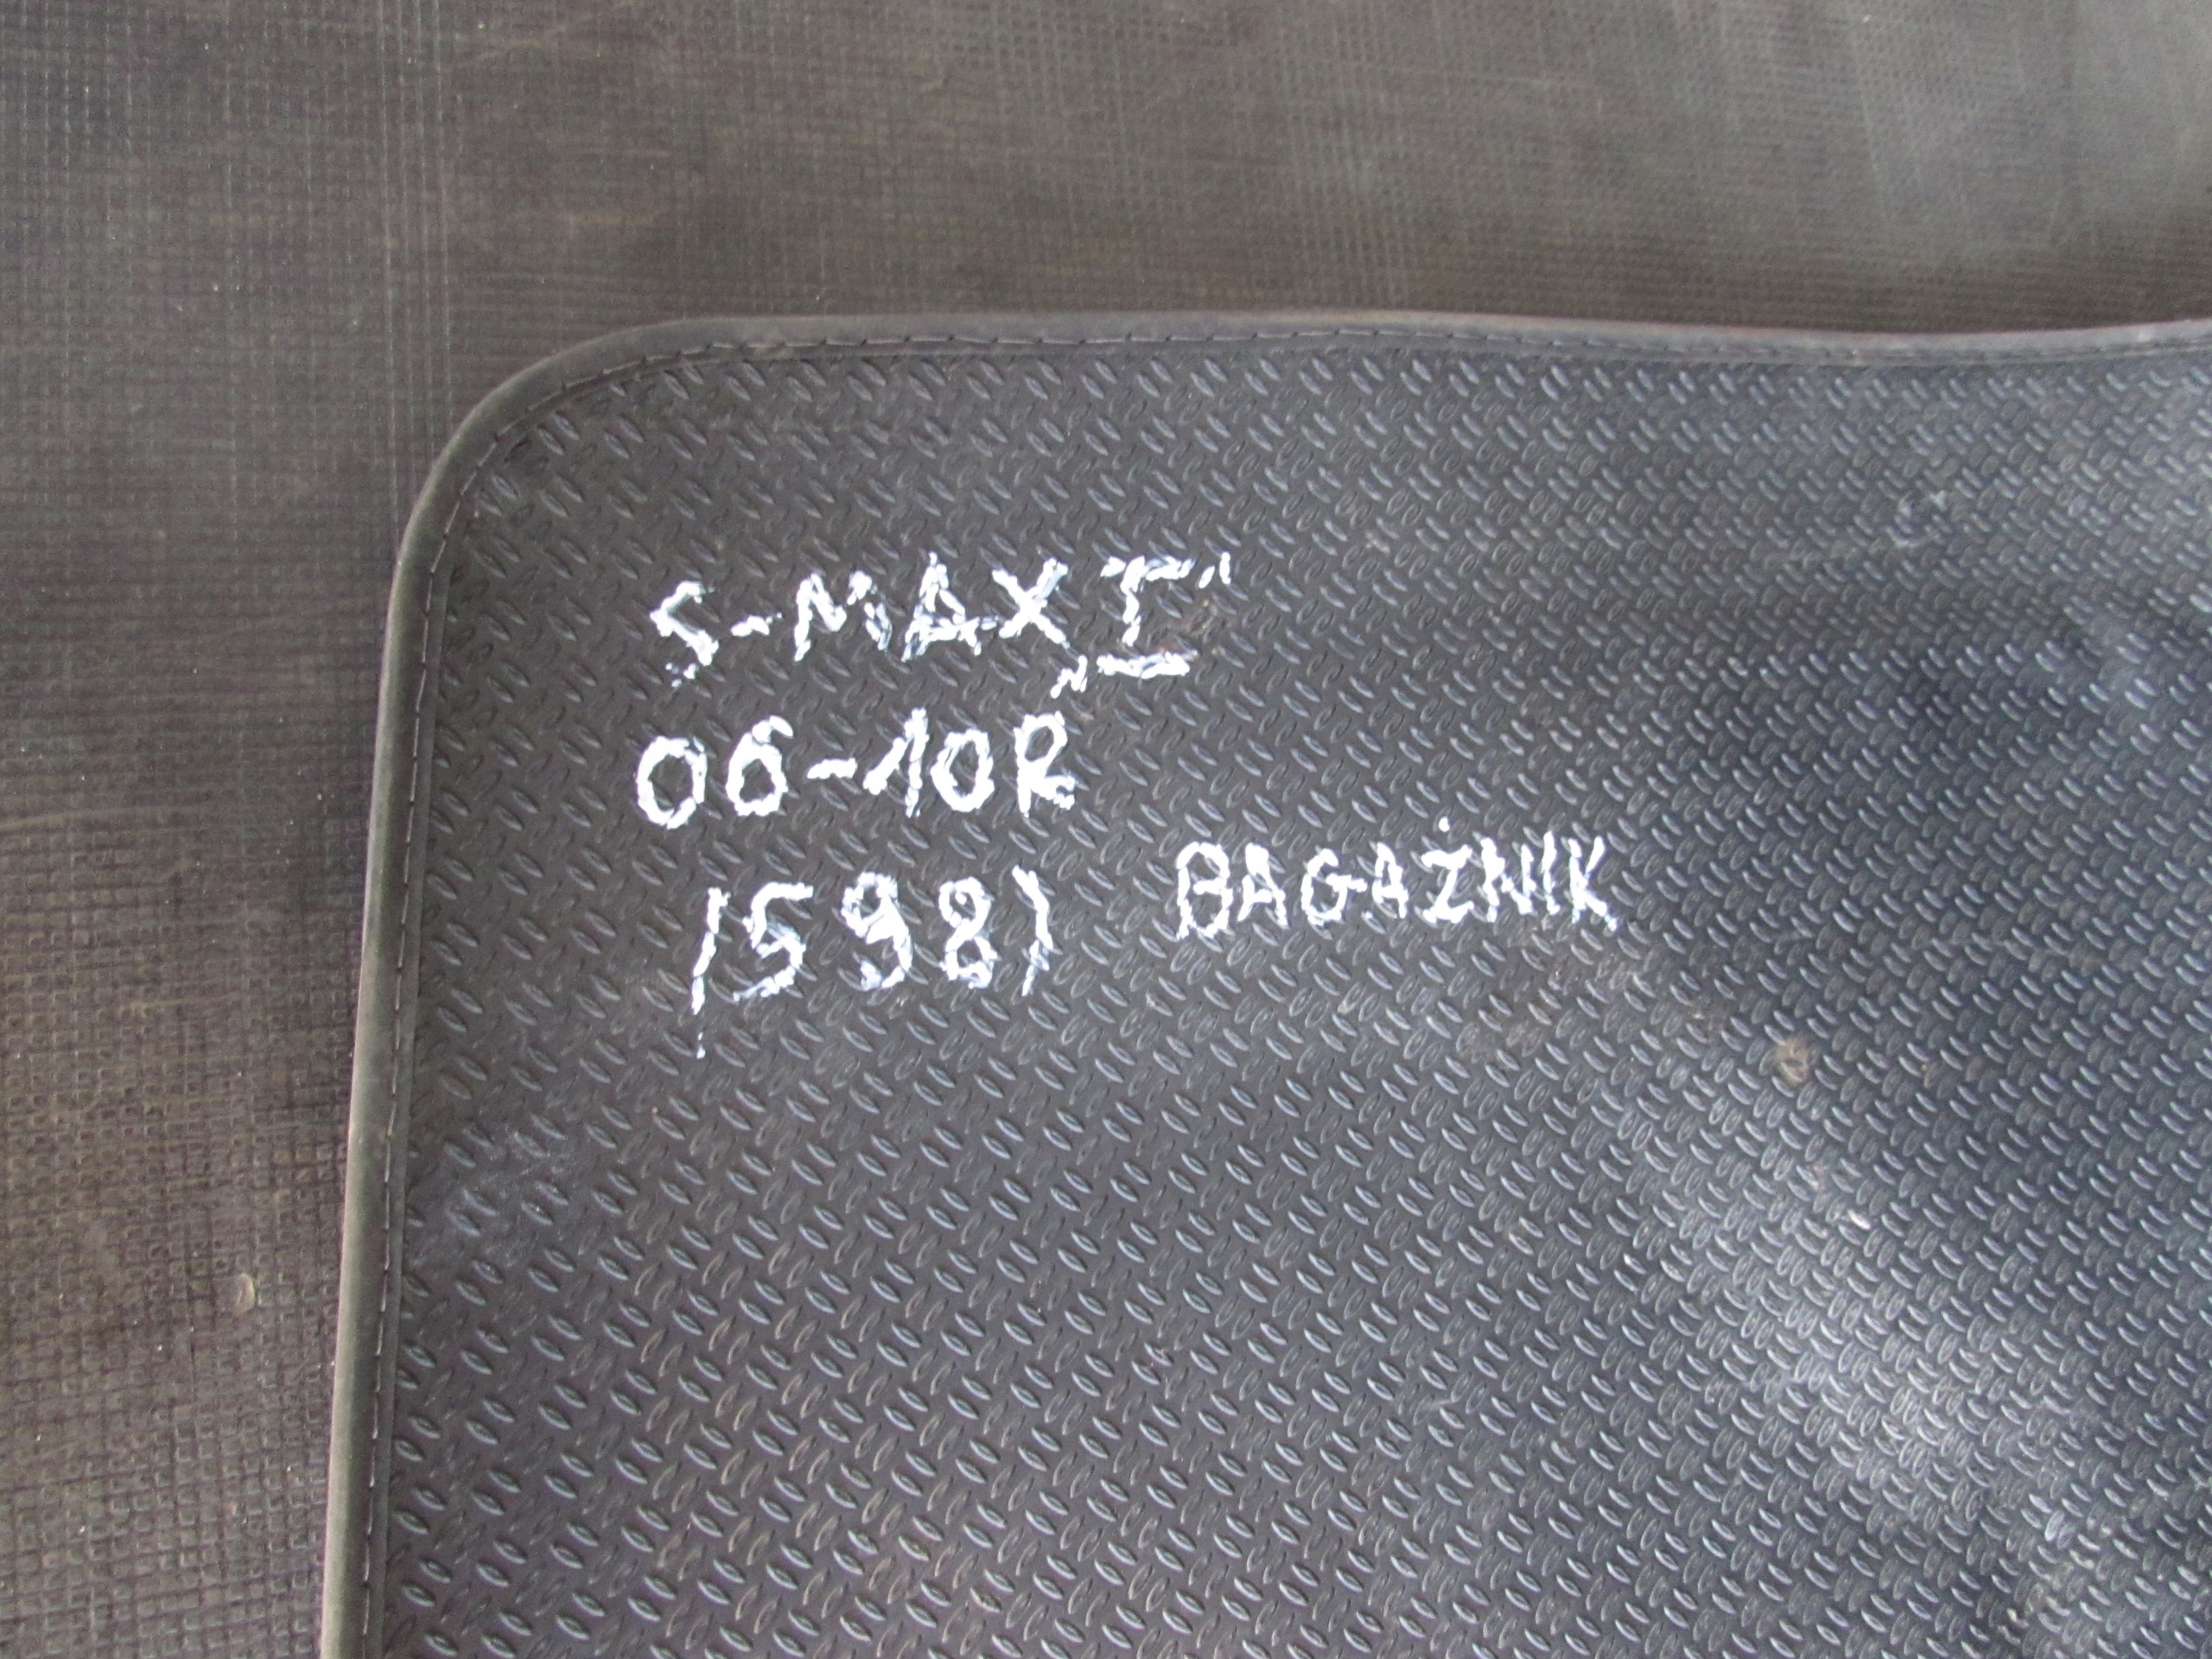 S-MAX „I”
06-10R
(598) BAGAŻNIK